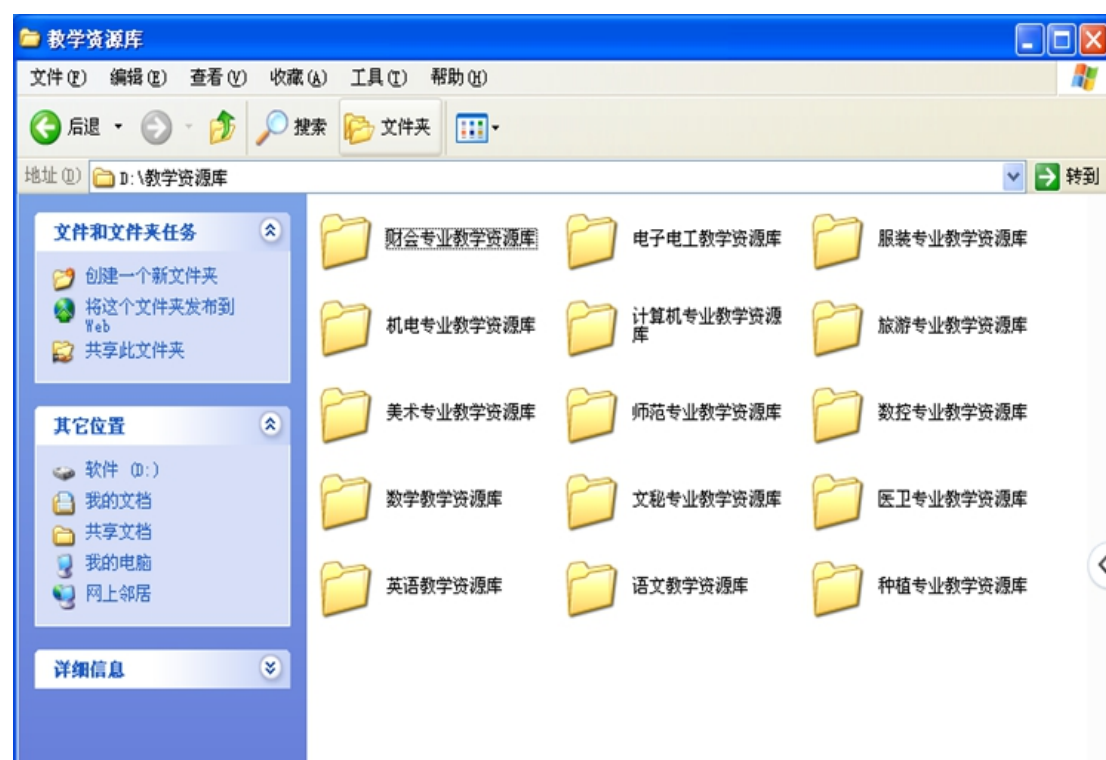 教学资源库
文件(F) 编辑(E) 查看(V) 收藏(A) 工具(T) 帮助(H)
后退 搜索 文件夹
地址(D) D:\教学资源库 转到
文件和文件夹任务
创建一个新文件夹
将这个文件夹发布到
Web
共享此文件夹
其它位置
软件 (D:)
我的文档
共享文档
我的电脑
网上邻居
详细信息
财会专业教学资源库 电子电工教学资源库 服装专业教学资源库
机电专业教学资源库 计算机专业教学资源
库 旅游专业教学资源库
美术专业教学资源库 师范专业教学资源库 数控专业教学资源库
数学教学资源库 文秘专业教学资源库 医卫专业教学资源库
英语教学资源库 语文教学资源库 种植专业教学资源库